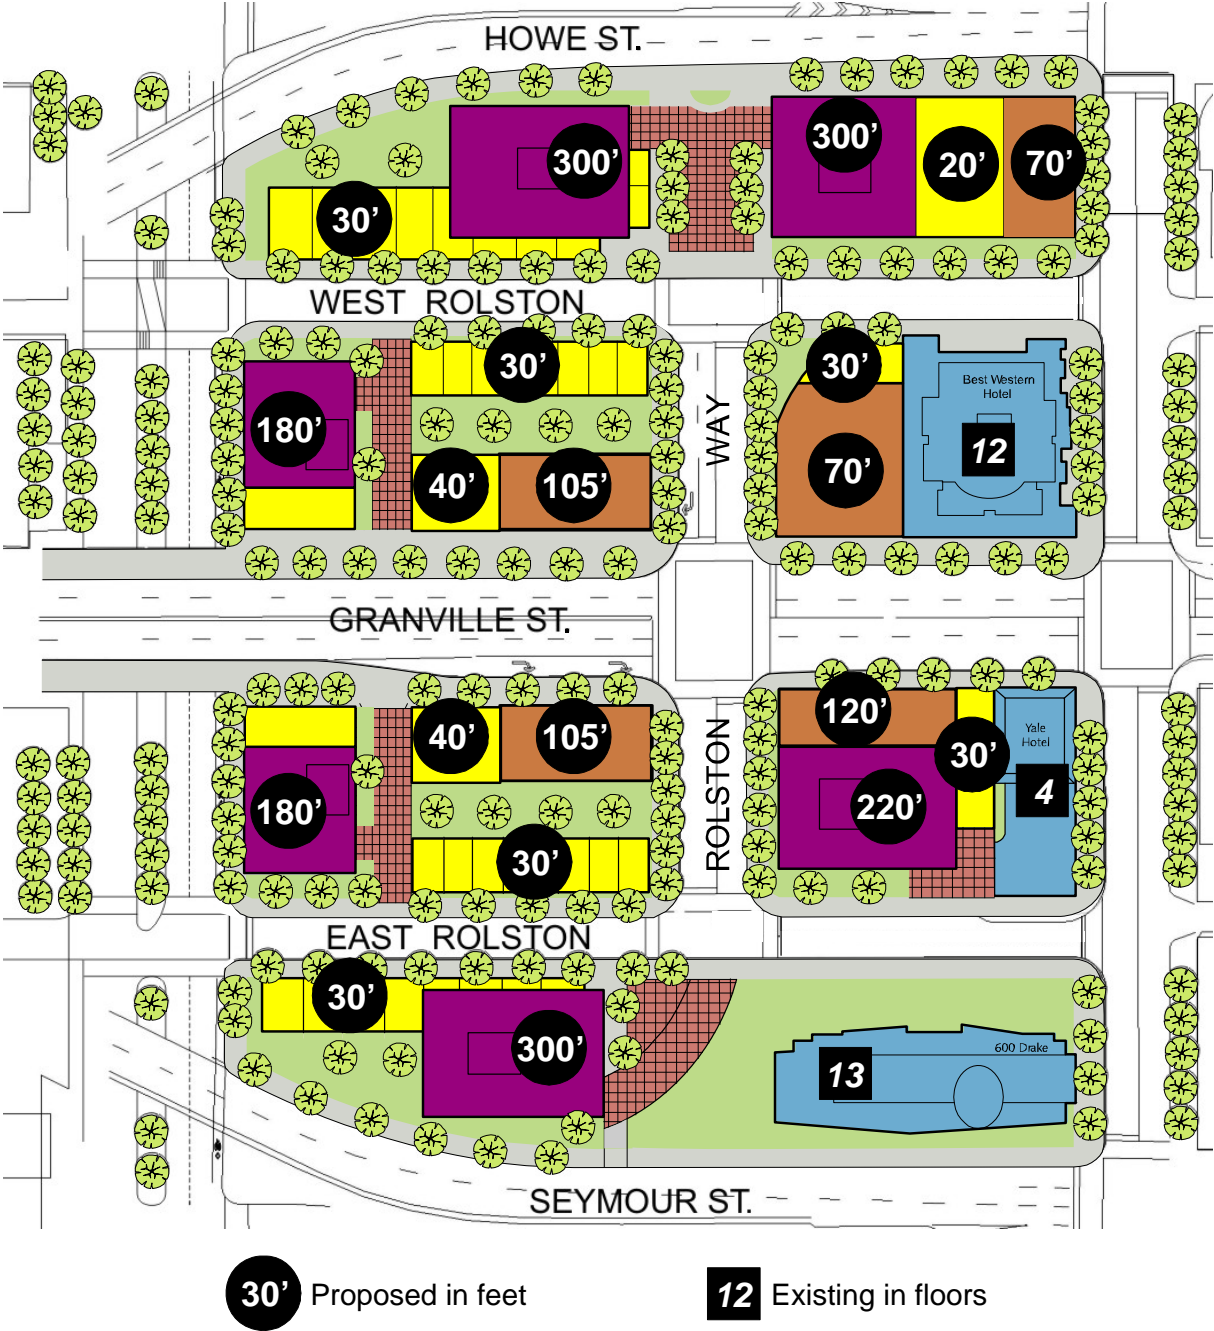 HOWE ST.
300’
300’
20’
70’
30’
WEST ROLSTON
30’
30’
180’
Best Western
Hotel
12
40’
105’
70’
WAY
GRANVILLE ST.
40’
105’
120’
30’
Yale
Hotel
4
180’
220’
30’
ROLSTON
EAST ROLSTON
30’
300’
13
600 Drake
SEYMOUR ST.
30’ Proposed in feet
12 Existing in floors